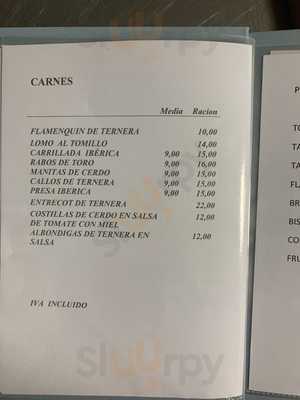 sluurpy
CARNES
Media Racion
FLAMENQUIN DE TERNERA 10,00
LOMO AL TOMILLO 14,00
CARRILLADA IBÉRICA 9,00 15,00
RABOS DE TORO 9,00 16,00
MANITAS DE CERDO 9,00 15,00
CALLOS DE TERNERA 9,00 15,00
PRESA IBERICA 9,00 15,00
ENTRECOT DE TERNERA 22,00
COSTILLAS DE CERDO EN SALSA 12,00
DE TOMATE CON MIEL
ALBONDIGAS DE TERNERA EN 12,00
SALSA
IVA INCLUIDO
sluurpy